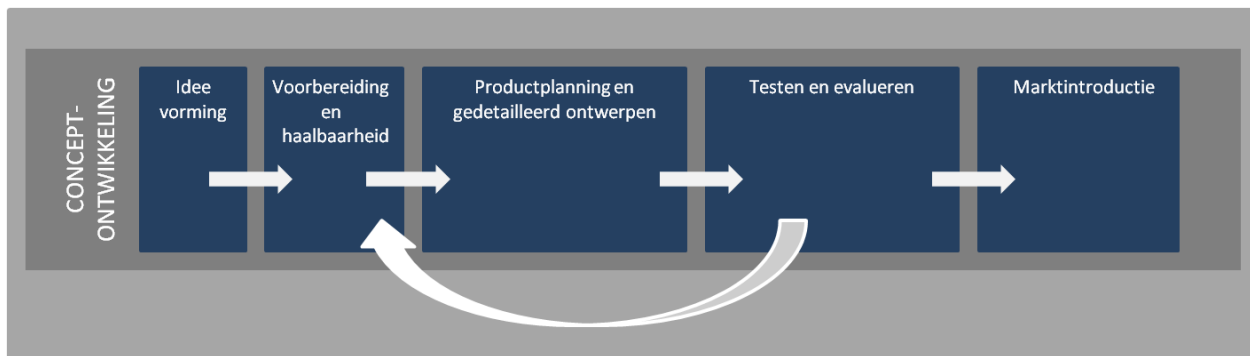 CONCEPT-
ONTWIKKELING
Idee
vorming
Voorbereiding
en
haalbaarheid
Productplanning en
gedetailleerd ontwerpen
Testen en evalueren
Marktintroductie